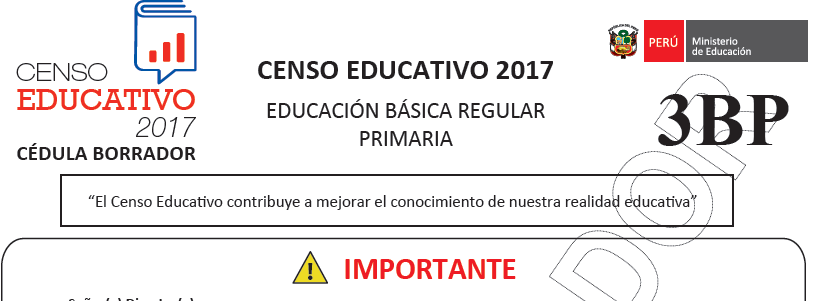 CENSO
EDUCATIVO
2017
CÉDULA BORRADOR
CENSO EDUCATIVO 2017
EDUCACIÓN BÁSICA REGULAR
PRIMARIA
PERÚ
Ministerio
de Educación
3BP
“El Censo Educativo contribuye a mejorar el conocimiento de nuestra realidad educativa”
IMPORTANTE